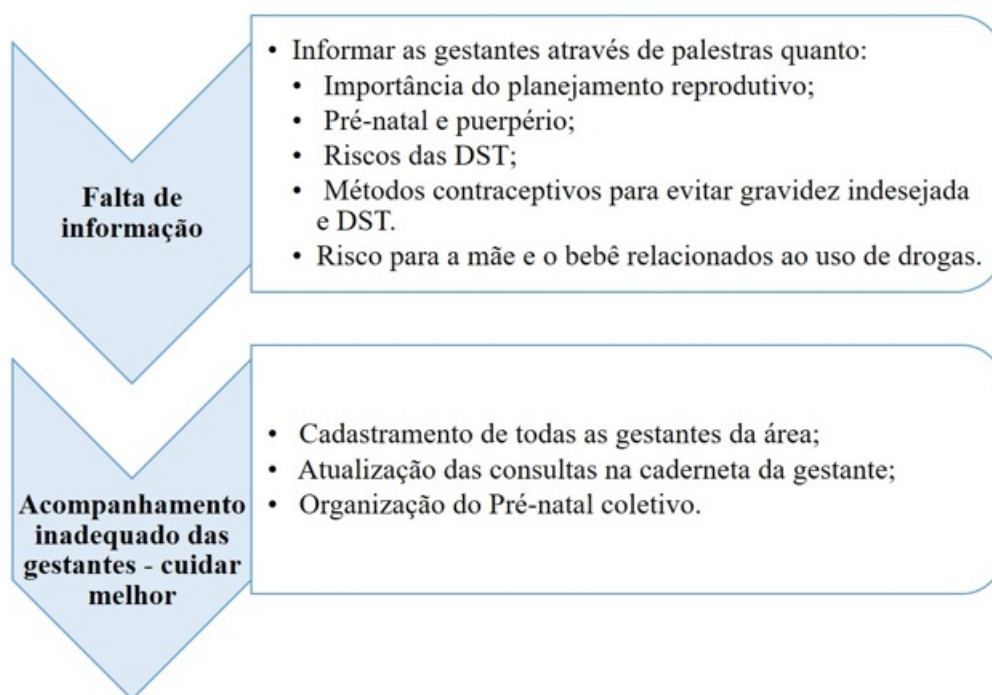 Falta de
informação
• Informar as gestantes através de palestras quanto:
• Importância do planejamento reprodutivo;
• Pré-natal e puerpério;
• Riscos das DST;
• Métodos contraceptivos para evitar gravidez indesejada
e DST.
• Risco para a mãe e o bebê relacionados ao uso de drogas.
Acompanhamento
inadequado das
gestantes - cuidar
melhor
• Cadastramento de todas as gestantes da área;
• Atualização das consultas na caderneta da gestante;
• Organização do Pré-natal coletivo.